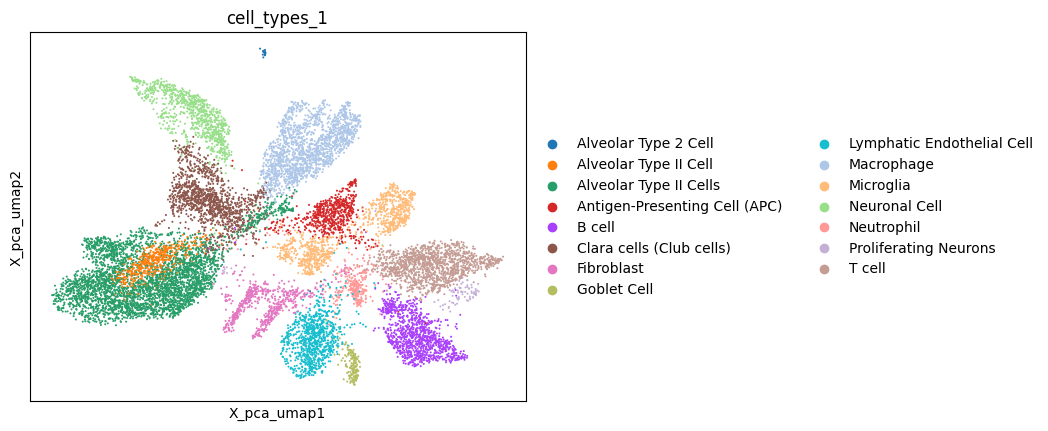 cell_types_1
X_pca_umap2
X_pca_umap1
Alveolar Type 2 Cell
Alveolar Type II Cell
Alveolar Type II Cells
Antigen-Presenting Cell (APC)
B cell
Clara cells (Club cells)
Fibroblast
Goblet Cell
Lymphatic Endothelial Cell
Macrophage
Microglia
Neuronal Cell
Neutrophil
Proliferating Neurons
T cell